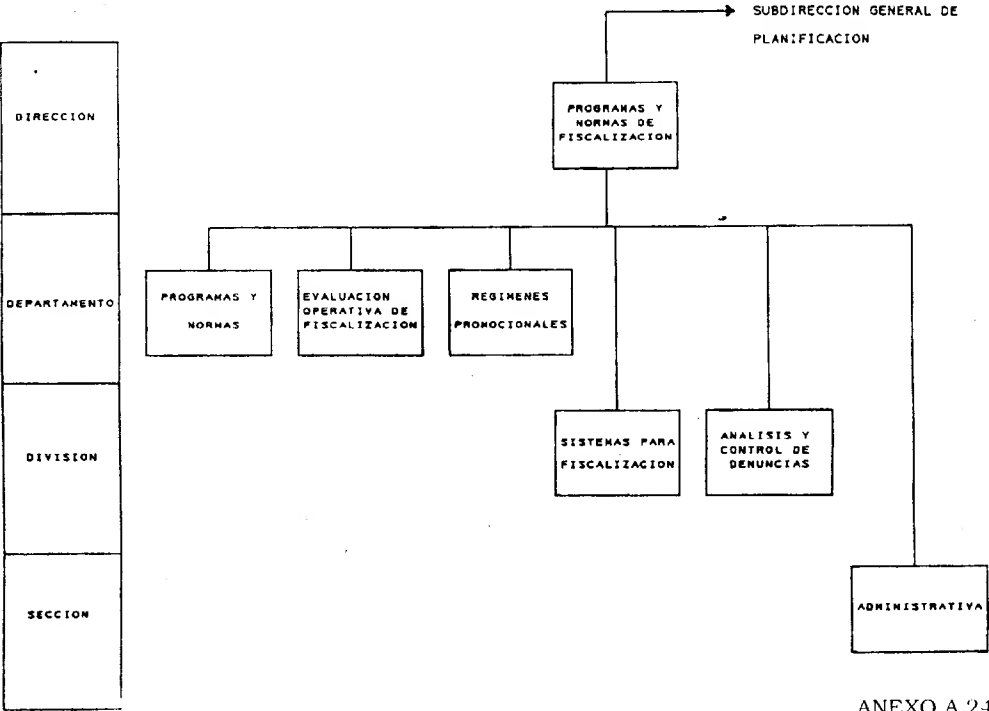 SUBDIRECCION GENERAL DE
PLANIFICACION
DIRECCION
PROGRAMAS Y
NORMAS DE
FISCALIZACION
DEPARTAMENTO
PROGRAMAS Y
NORMAS
EVALUACION
OPERATIVA DE
FISCALIZACION
REGIMENES
PROMOCIONALES
DIVISION
SISTEMAS PARA
FISCALIZACION
ANALISIS Y
CONTROL DE
DENUNCIAS
SECCION
ADMINISTRATIVA
ANEXO A 24